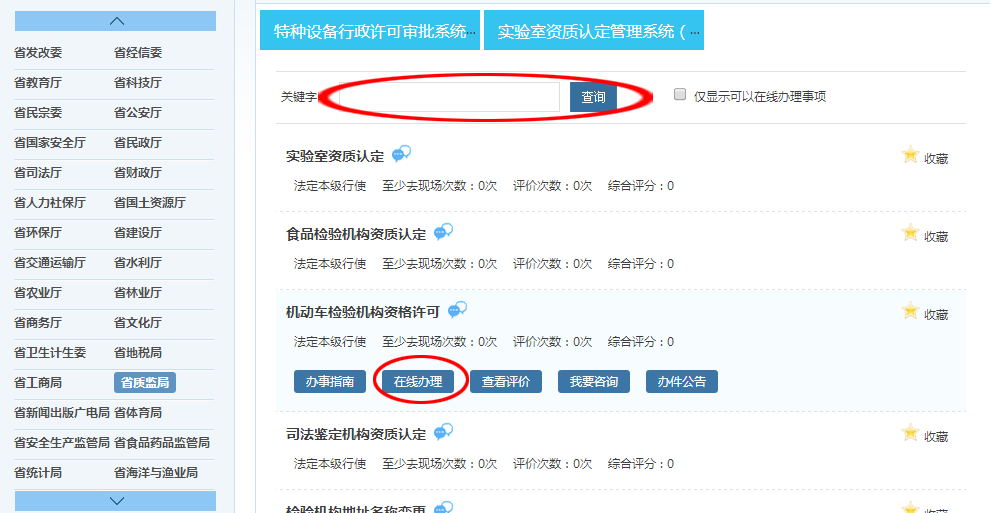 省发改委 省经信委
省教育厅 省科技厅
省民宗委 省公安厅
省国家安全厅 省民政厅
省司法厅 省财政厅
省人力社保厅 省国土资源厅
省环保厅 省建设厅
省交通运输厅 省水利厅
省农业厅 省林业厅
省商务厅 省文化厅
省卫生计生委 省地税局
省工商局 省质监局
省新闻出版广电局 省体育局
省安全生产监管局 省食品药品监管局
省统计局 省海洋与渔业局
特种设备行政许可审批系统... 实验室资质认定管理系统（...
关键字 查询 仅显示可以在线办理事项
实验室资质认定 收藏
法定本级行使 至少去现场次数：0次 评价次数：0次 综合评分：0
食品检验机构资质认定 收藏
法定本级行使 至少去现场次数：0次 评价次数：0次 综合评分：0
机动车检验机构资格许可 收藏
法定本级行使 至少去现场次数：0次 评价次数：0次 综合评分：0
办事指南 在线办理 查看评价 我要咨询 办件公告
司法鉴定机构资质认定 收藏
法定本级行使 至少去现场次数：0次 评价次数：0次 综合评分：0
检验机构地址名称变更 收藏